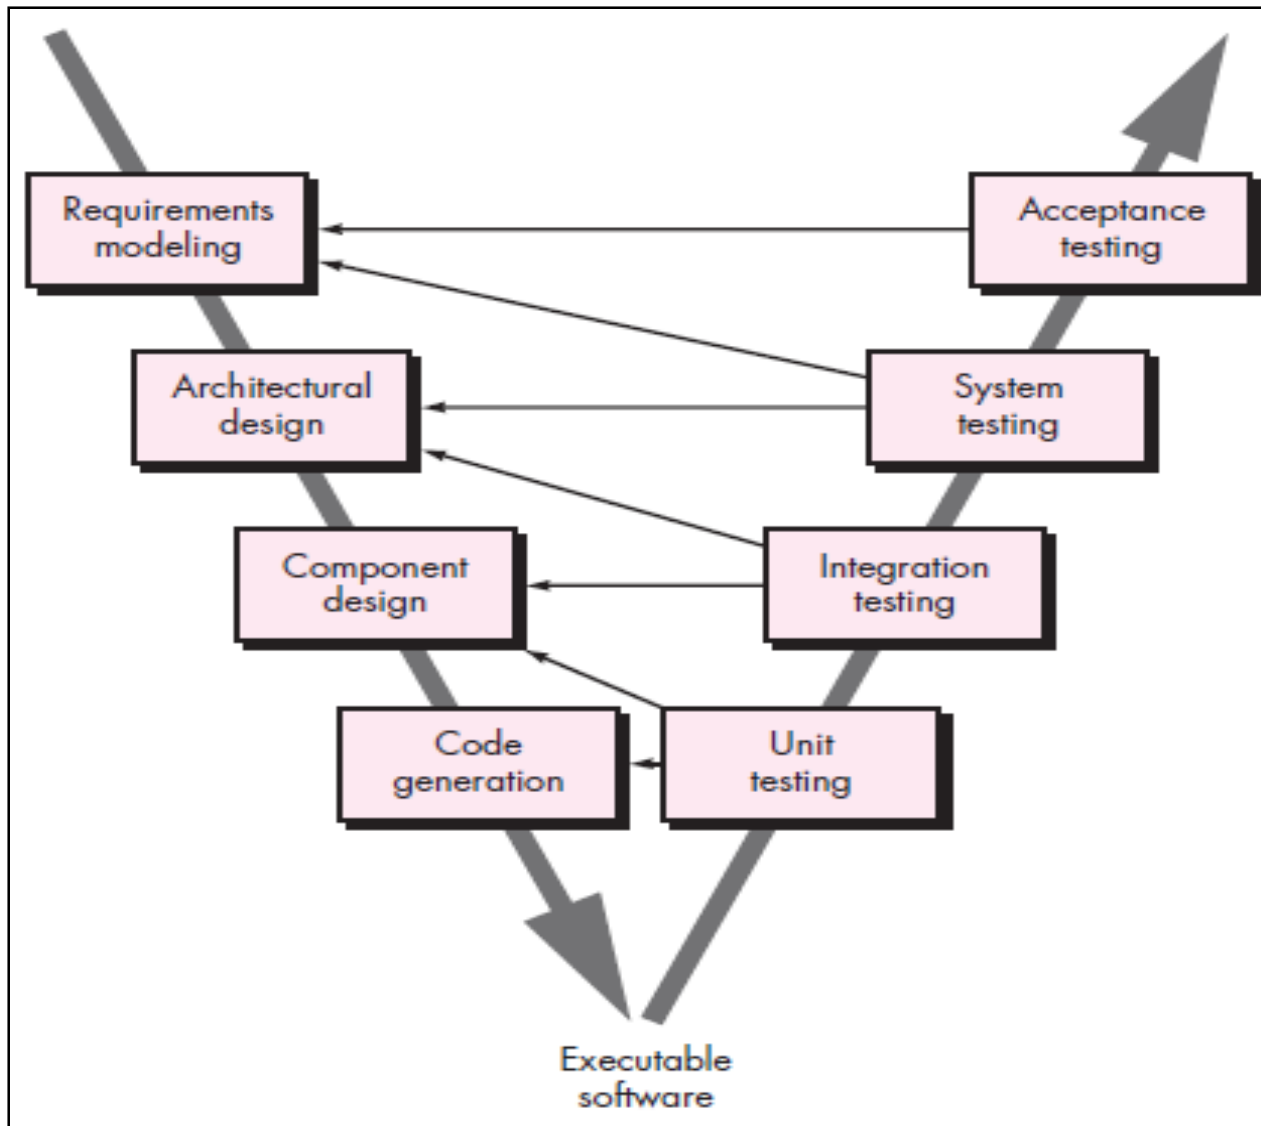 Requirements
modeling
Acceptance
testing
Architectural
design
System
testing
Component
design
Integration
testing
Code
generation
Unit
testing
Executable
software